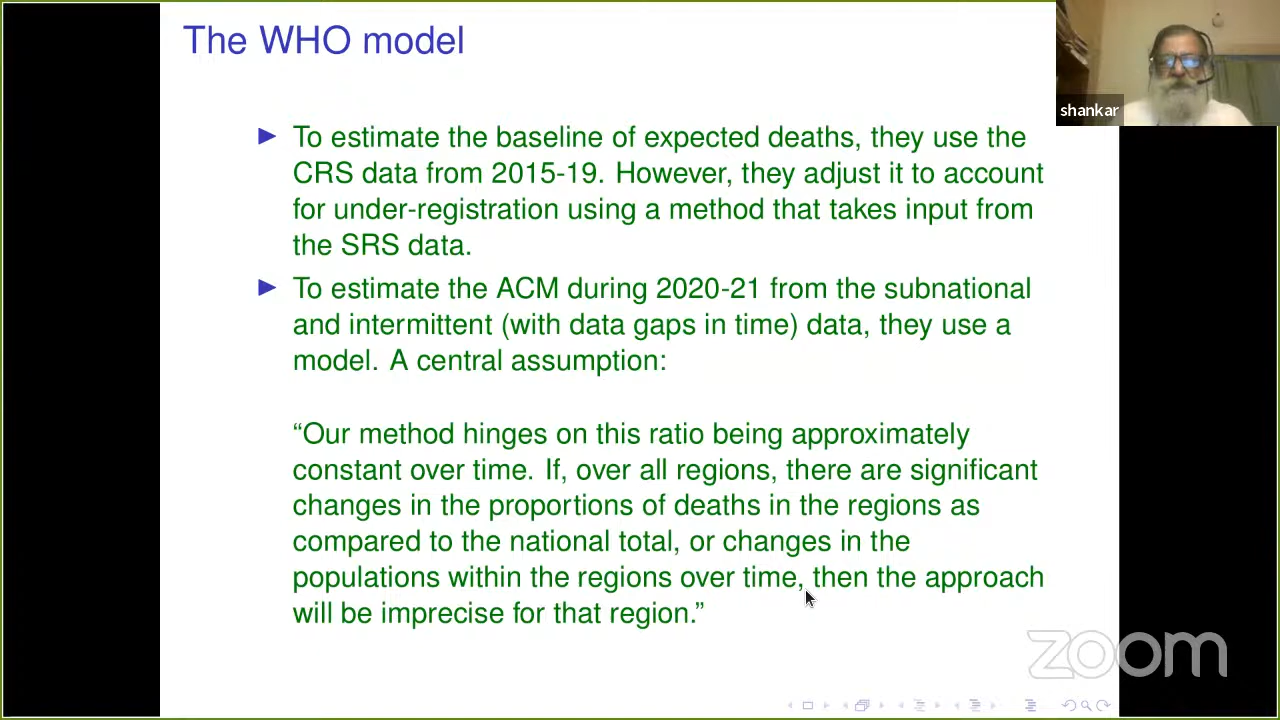 The WHO model
shankar
To estimate the baseline of expected deaths, they use the
CRS data from 2015-19. However, they adjust it to account
for under-registration using a method that takes input from
the SRS data.
To estimate the ACM during 2020-21 from the subnational
and intermittent (with data gaps in time) data, they use a
model. A central assumption:
“Our method hinges on this ratio being approximately
constant over time. If, over all regions, there are significant
changes in the proportions of deaths in the regions as
compared to the national total, or changes in the
populations within the regions over time, then the approach
will be imprecise for that region.”
zoom